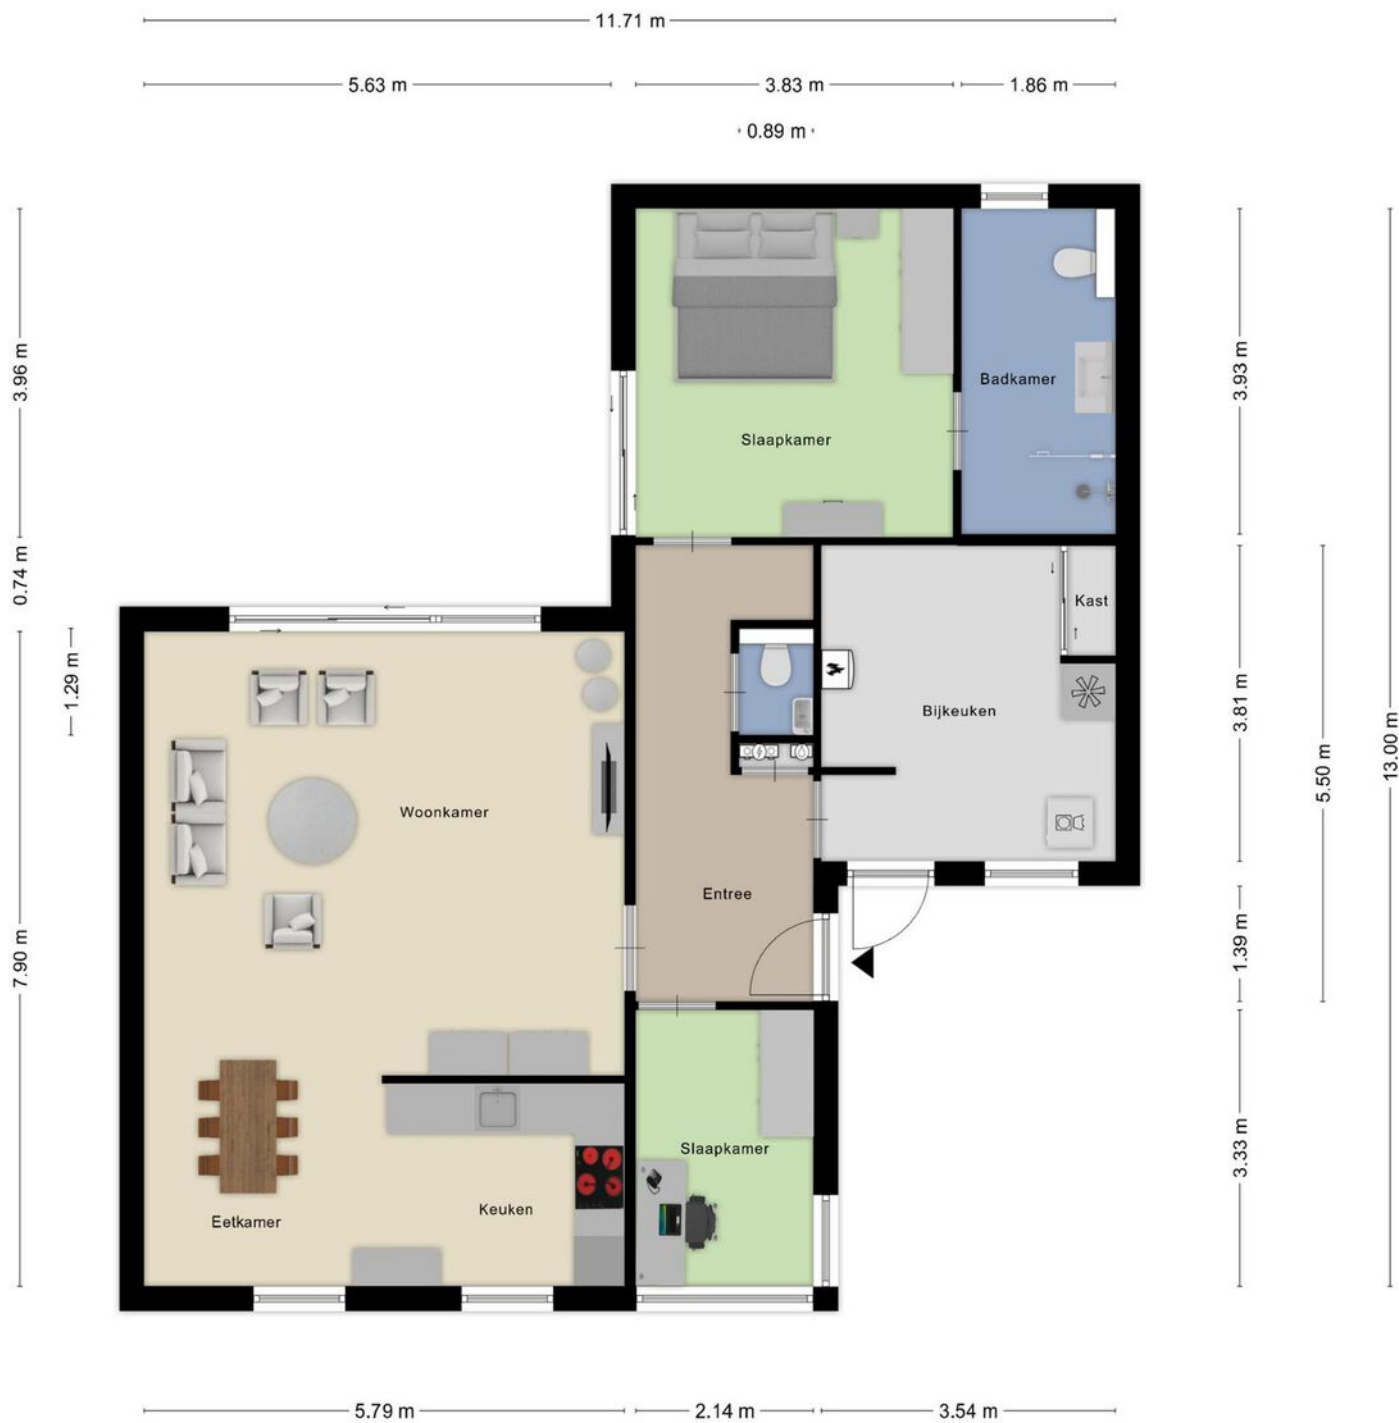 11.71 m
5.63 m
3.83 m
1.86 m
0.89 m
3.96 m
3.93 m
Badkamer
Slaapkamer
0.74 m
Kast
1.29 m
3.81 m
Bijkeuken
13.00 m
5.50 m
Woonkamer
Entree
7.90 m
1.39 m
3.33 m
Slaapkamer
Keuken
Eetkamer
5.79 m
2.14 m
3.54 m